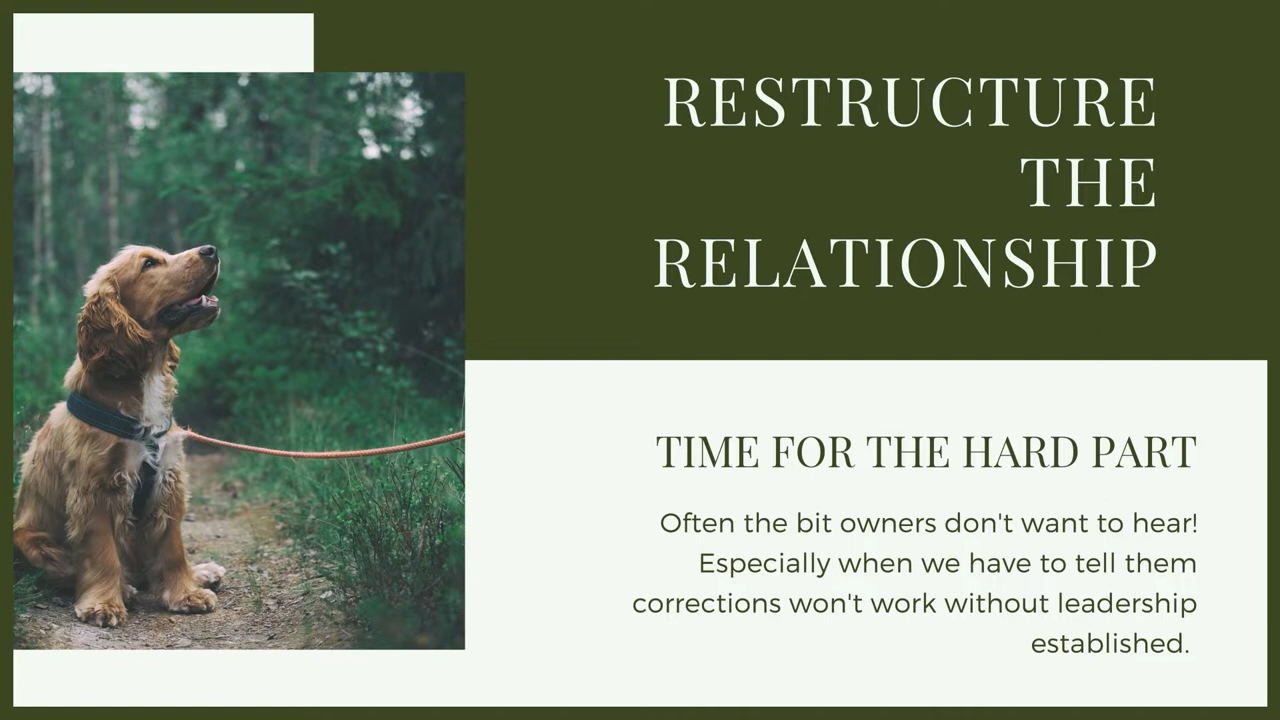 RESTRUCTURE
THE
RELATIONSHIP
TIME FOR THE HARD PART
Often the bit owners don't want to hear!
Especially when we have to tell them
corrections won't work without leadership
established.